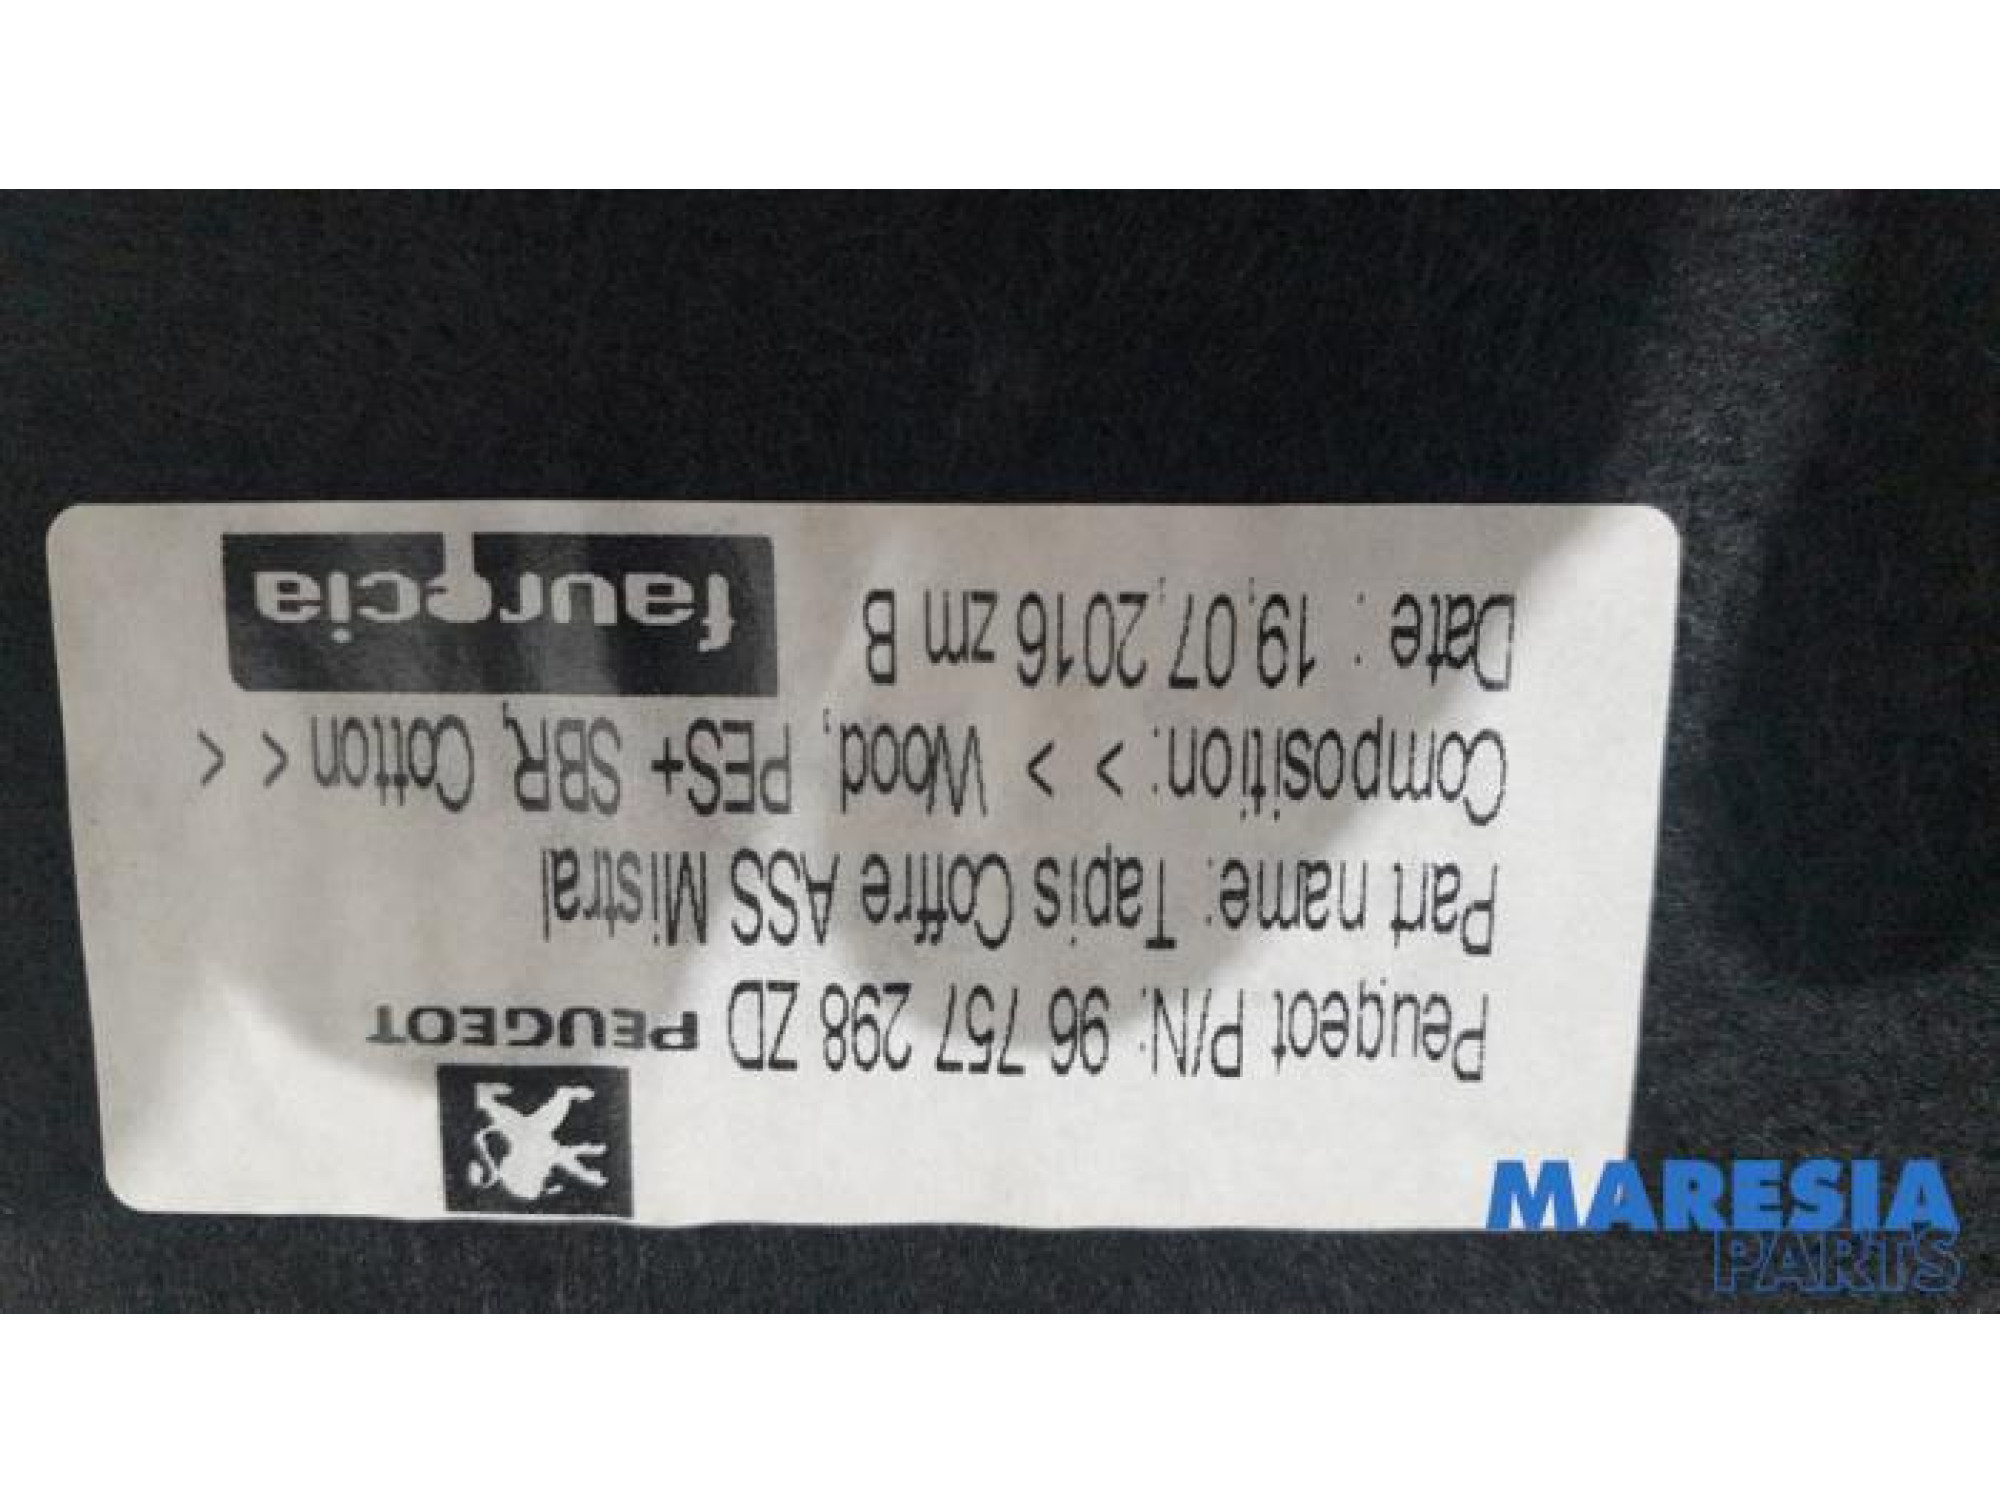 PEUGEOT
Peugeot P/N: 96 757 298 ZD
Part name: Tapis Coffre ASS Mistral
Composition: > > Wood, PES+ SBR, Cotton < <
Date : 19,07,2016 zm B
faurecia
MARESIA
PARTS